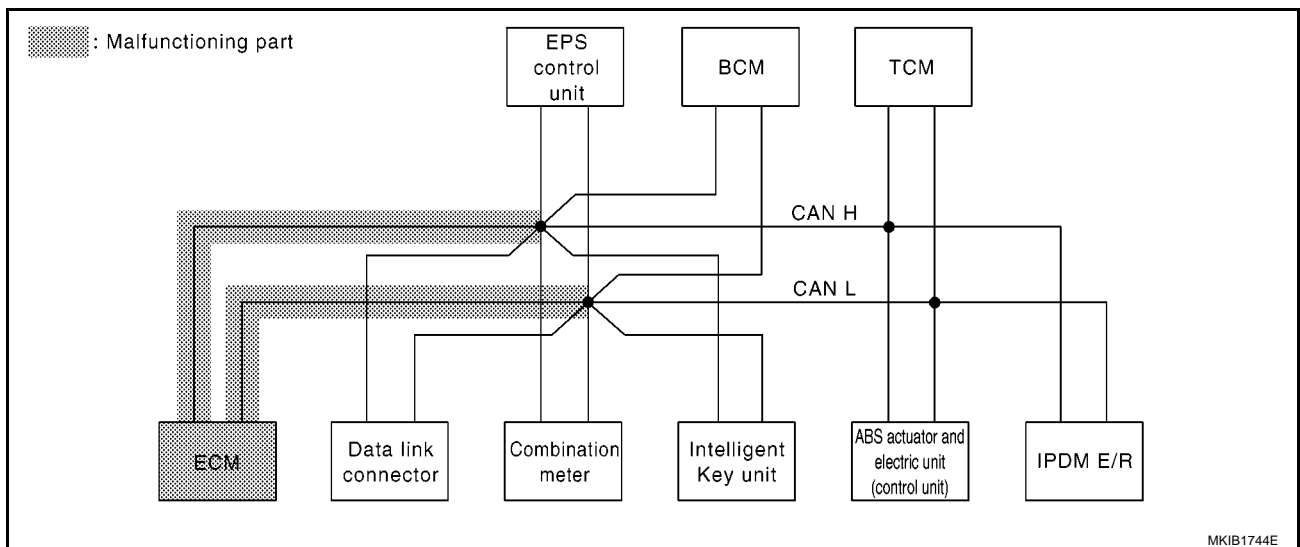 : Malfunctioning part
EPS
control
unit
BCM
TCM
CAN H
CAN L
ECM
Data link
connector
Combination
meter
Intelligent
Key unit
ABS actuator and
electric unit
(control unit)
IPDM E/R
MKIB1744E